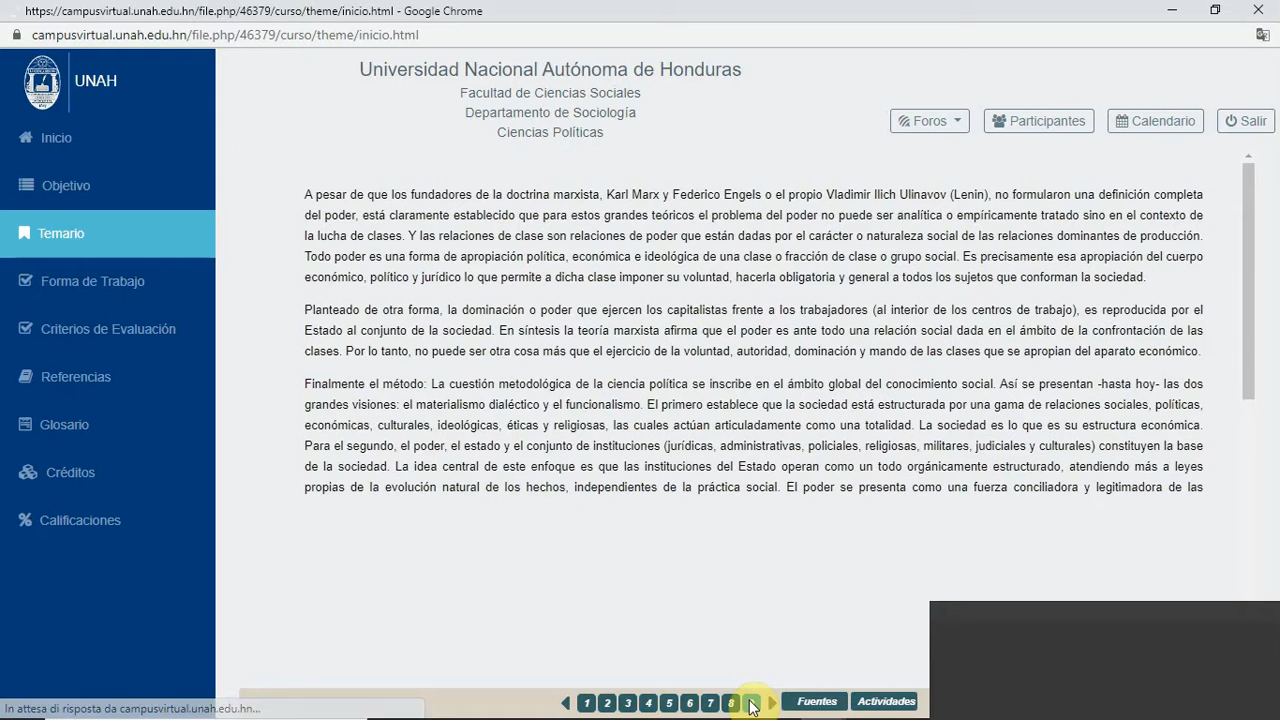 https://campusvirtual.unah.edu.hn/file.php/46379/curso/theme/inicio.html - Google Chrome
campusvirtual.unah.edu.hn/file.php/46379/curso/theme/inicio.html
UNAH
Universidad Nacional Autónoma de Honduras
Facultad de Ciencias Sociales
Departamento de Sociología
Ciencias Políticas
Foros
Participantes
Calendario
Salir
Inicio
Objetivo
Temario
Forma de Trabajo
Criterios de Evaluación
Referencias
Glosario
Créditos
Calificaciones
A pesar de que los fundadores de la doctrina marxista, Karl Marx y Federico Engels o el propio Vladimir Ilich Ulinavov (Lenin), no formularon una definición completa
del poder, está claramente establecido que para estos grandes teóricos el problema del poder no puede ser analítica o empíricamente tratado sino en el contexto de
la lucha de clases. Y las relaciones de clase son relaciones de poder que están dadas por el carácter o naturaleza social de las relaciones dominantes de producción.
Todo poder es una forma de apropiación política, económica e ideológica de una clase o fracción de clase o grupo social. Es precisamente esa apropiación del cuerpo
económico, político y jurídico lo que permite a dicha clase imponer su voluntad, hacerla obligatoria y general a todos los sujetos que conforman la sociedad.
Planteado de otra forma, la dominación o poder que ejercen los capitalistas frente a los trabajadores (al interior de los centros de trabajo), es reproducida por el
Estado al conjunto de la sociedad. En síntesis la teoría marxista afirma que el poder es ante todo una relación social dada en el ámbito de la confrontación de las
clases. Por lo tanto, no puede ser otra cosa más que el ejercicio de la voluntad, autoridad, dominación y mando de las clases que se apropian del aparato económico.
Finalmente el método: La cuestión metodológica de la ciencia política se inscribe en el ámbito global del conocimiento social. Así se presentan -hasta hoy- las dos
grandes visiones: el materialismo dialéctico y el funcionalismo. El primero establece que la sociedad está estructurada por una gama de relaciones sociales, políticas,
económicas, culturales, ideológicas, éticas y religiosas, las cuales actúan articuladamente como una totalidad. La sociedad es lo que es su estructura económica.
Para el segundo, el poder, el estado y el conjunto de instituciones (jurídicas, administrativas, policiales, religiosas, militares, judiciales y culturales) constituyen la base
de la sociedad. La idea central de este enfoque es que las instituciones del Estado operan como un todo orgánicamente estructurado, atendiendo más a leyes
propias de la evolución natural de los hechos, independientes de la práctica social. El poder se presenta como una fuerza conciliadora y legitimadora de las
1 2 3 4 5 6 7 8 Fuentes Actividades
In attesa di risposta da campusvirtual.unah.edu.hn...